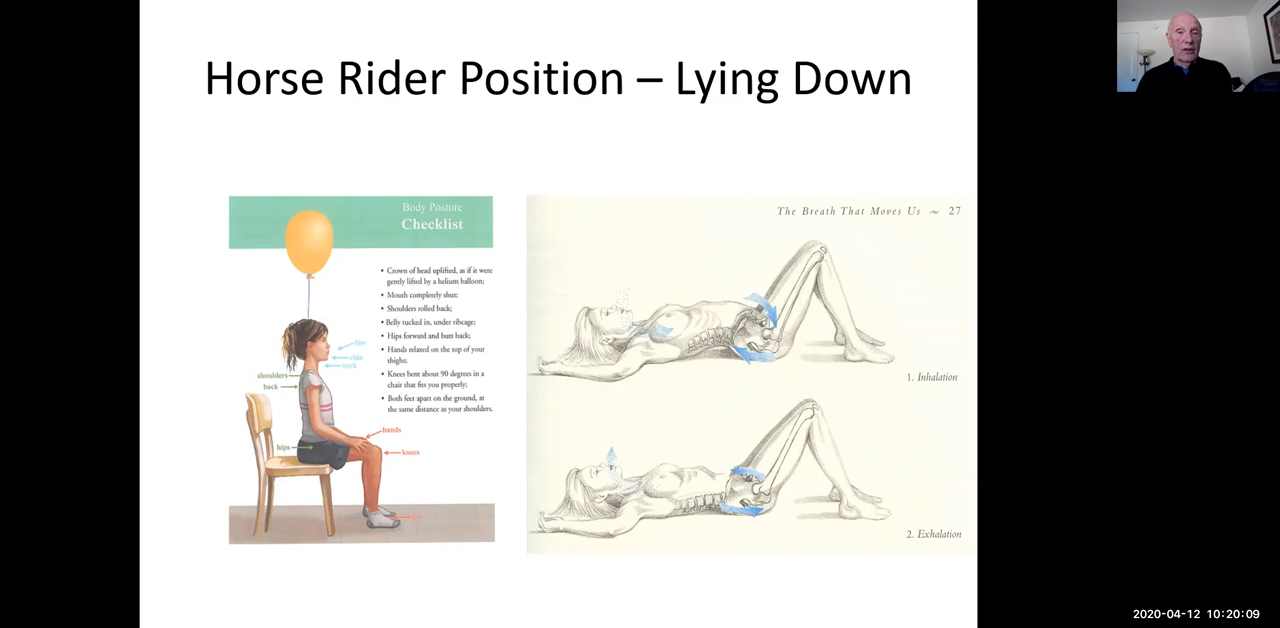 Horse Rider Position – Lying Down
Body Posture
Checklist
• Crown of head uplifted, as if it were
gently lifted by a helium balloon;
• Mouth completely shut;
• Shoulders rolled back;
• Belly tucked in, under ribcage;
• Hips forward and butt back;
• Hands relaxed on the top of your
thighs;
• Knees bent about 90 degrees in a
chair that fits you properly;
• Both feet apart on the ground, at
the same distance as your shoulders.
lips
chin
neck
shoulders
back
hands
hips
knees
The Breath That Moves Us ~ 27
1. Inhalation
2. Exhalation
2020-04-12 10:20:09